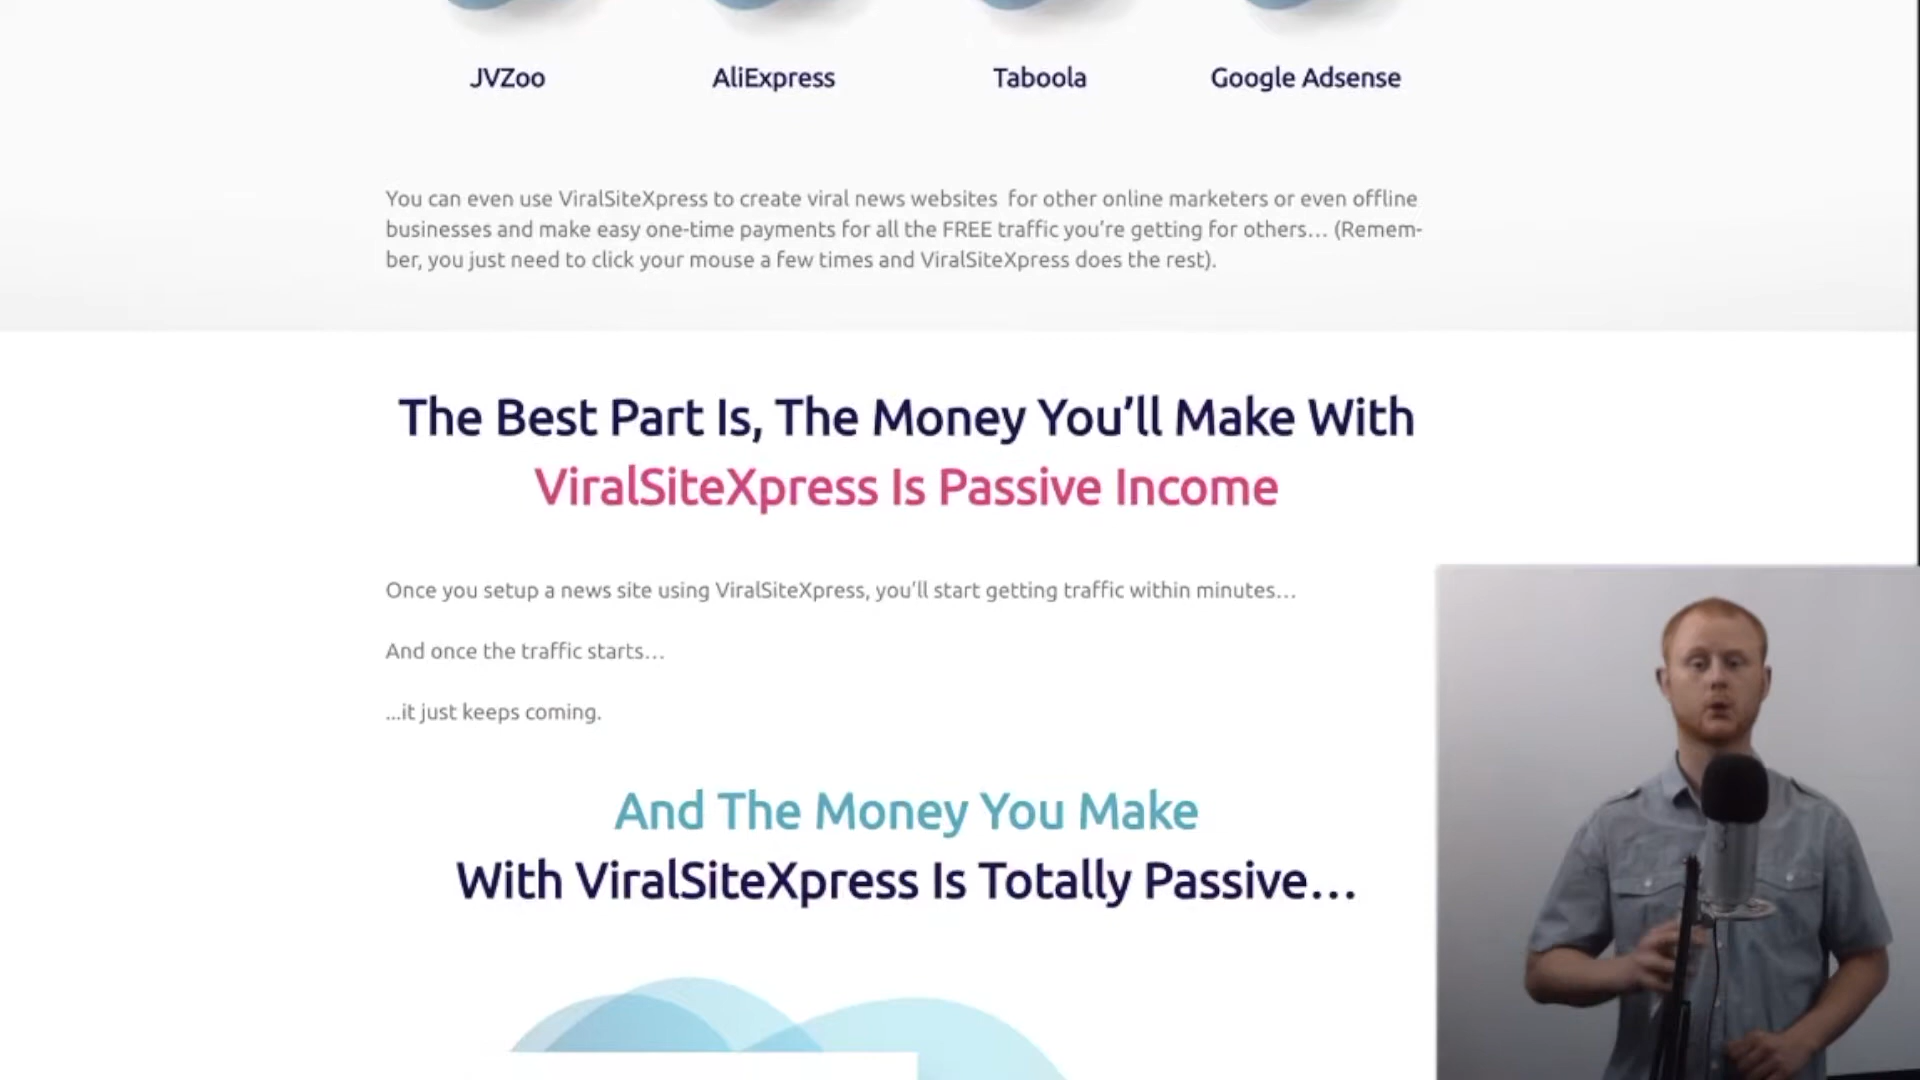 JVZoo
AliExpress
Taboola
Google Adsense
You can even use ViralSiteXpress to create viral news websites for other online marketers or even offline
businesses and make easy one-time payments for all the FREE traffic you’re getting for others… (Remem-
ber, you just need to click your mouse a few times and ViralSiteXpress does the rest).
The Best Part Is, The Money You’ll Make With
ViralSiteXpress Is Passive Income
Once you setup a news site using ViralSiteXpress, you’ll start getting traffic within minutes…
And once the traffic starts…
...it just keeps coming.
And The Money You Make
With ViralSiteXpress Is Totally Passive…